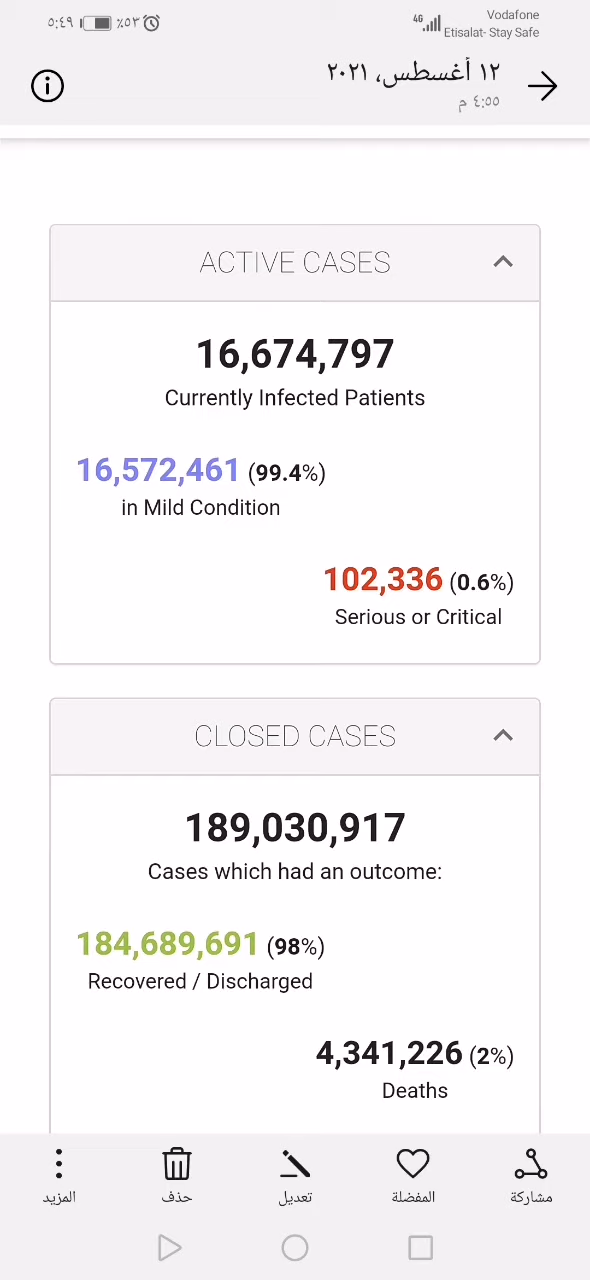 ٥:٤٩ ٪٥٣
Vodafone
4G Etisalat- Stay Safe
١٢ أغسطس، ٢٠٢١
٤:٥٥ م
ACTIVE CASES
16,674,797
Currently Infected Patients
16,572,461 (99.4%)
in Mild Condition
102,336 (0.6%)
Serious or Critical
CLOSED CASES
189,030,917
Cases which had an outcome:
184,689,691 (98%)
Recovered / Discharged
4,341,226 (2%)
Deaths
مشاركة المفضلة تعديل حذف المزيد